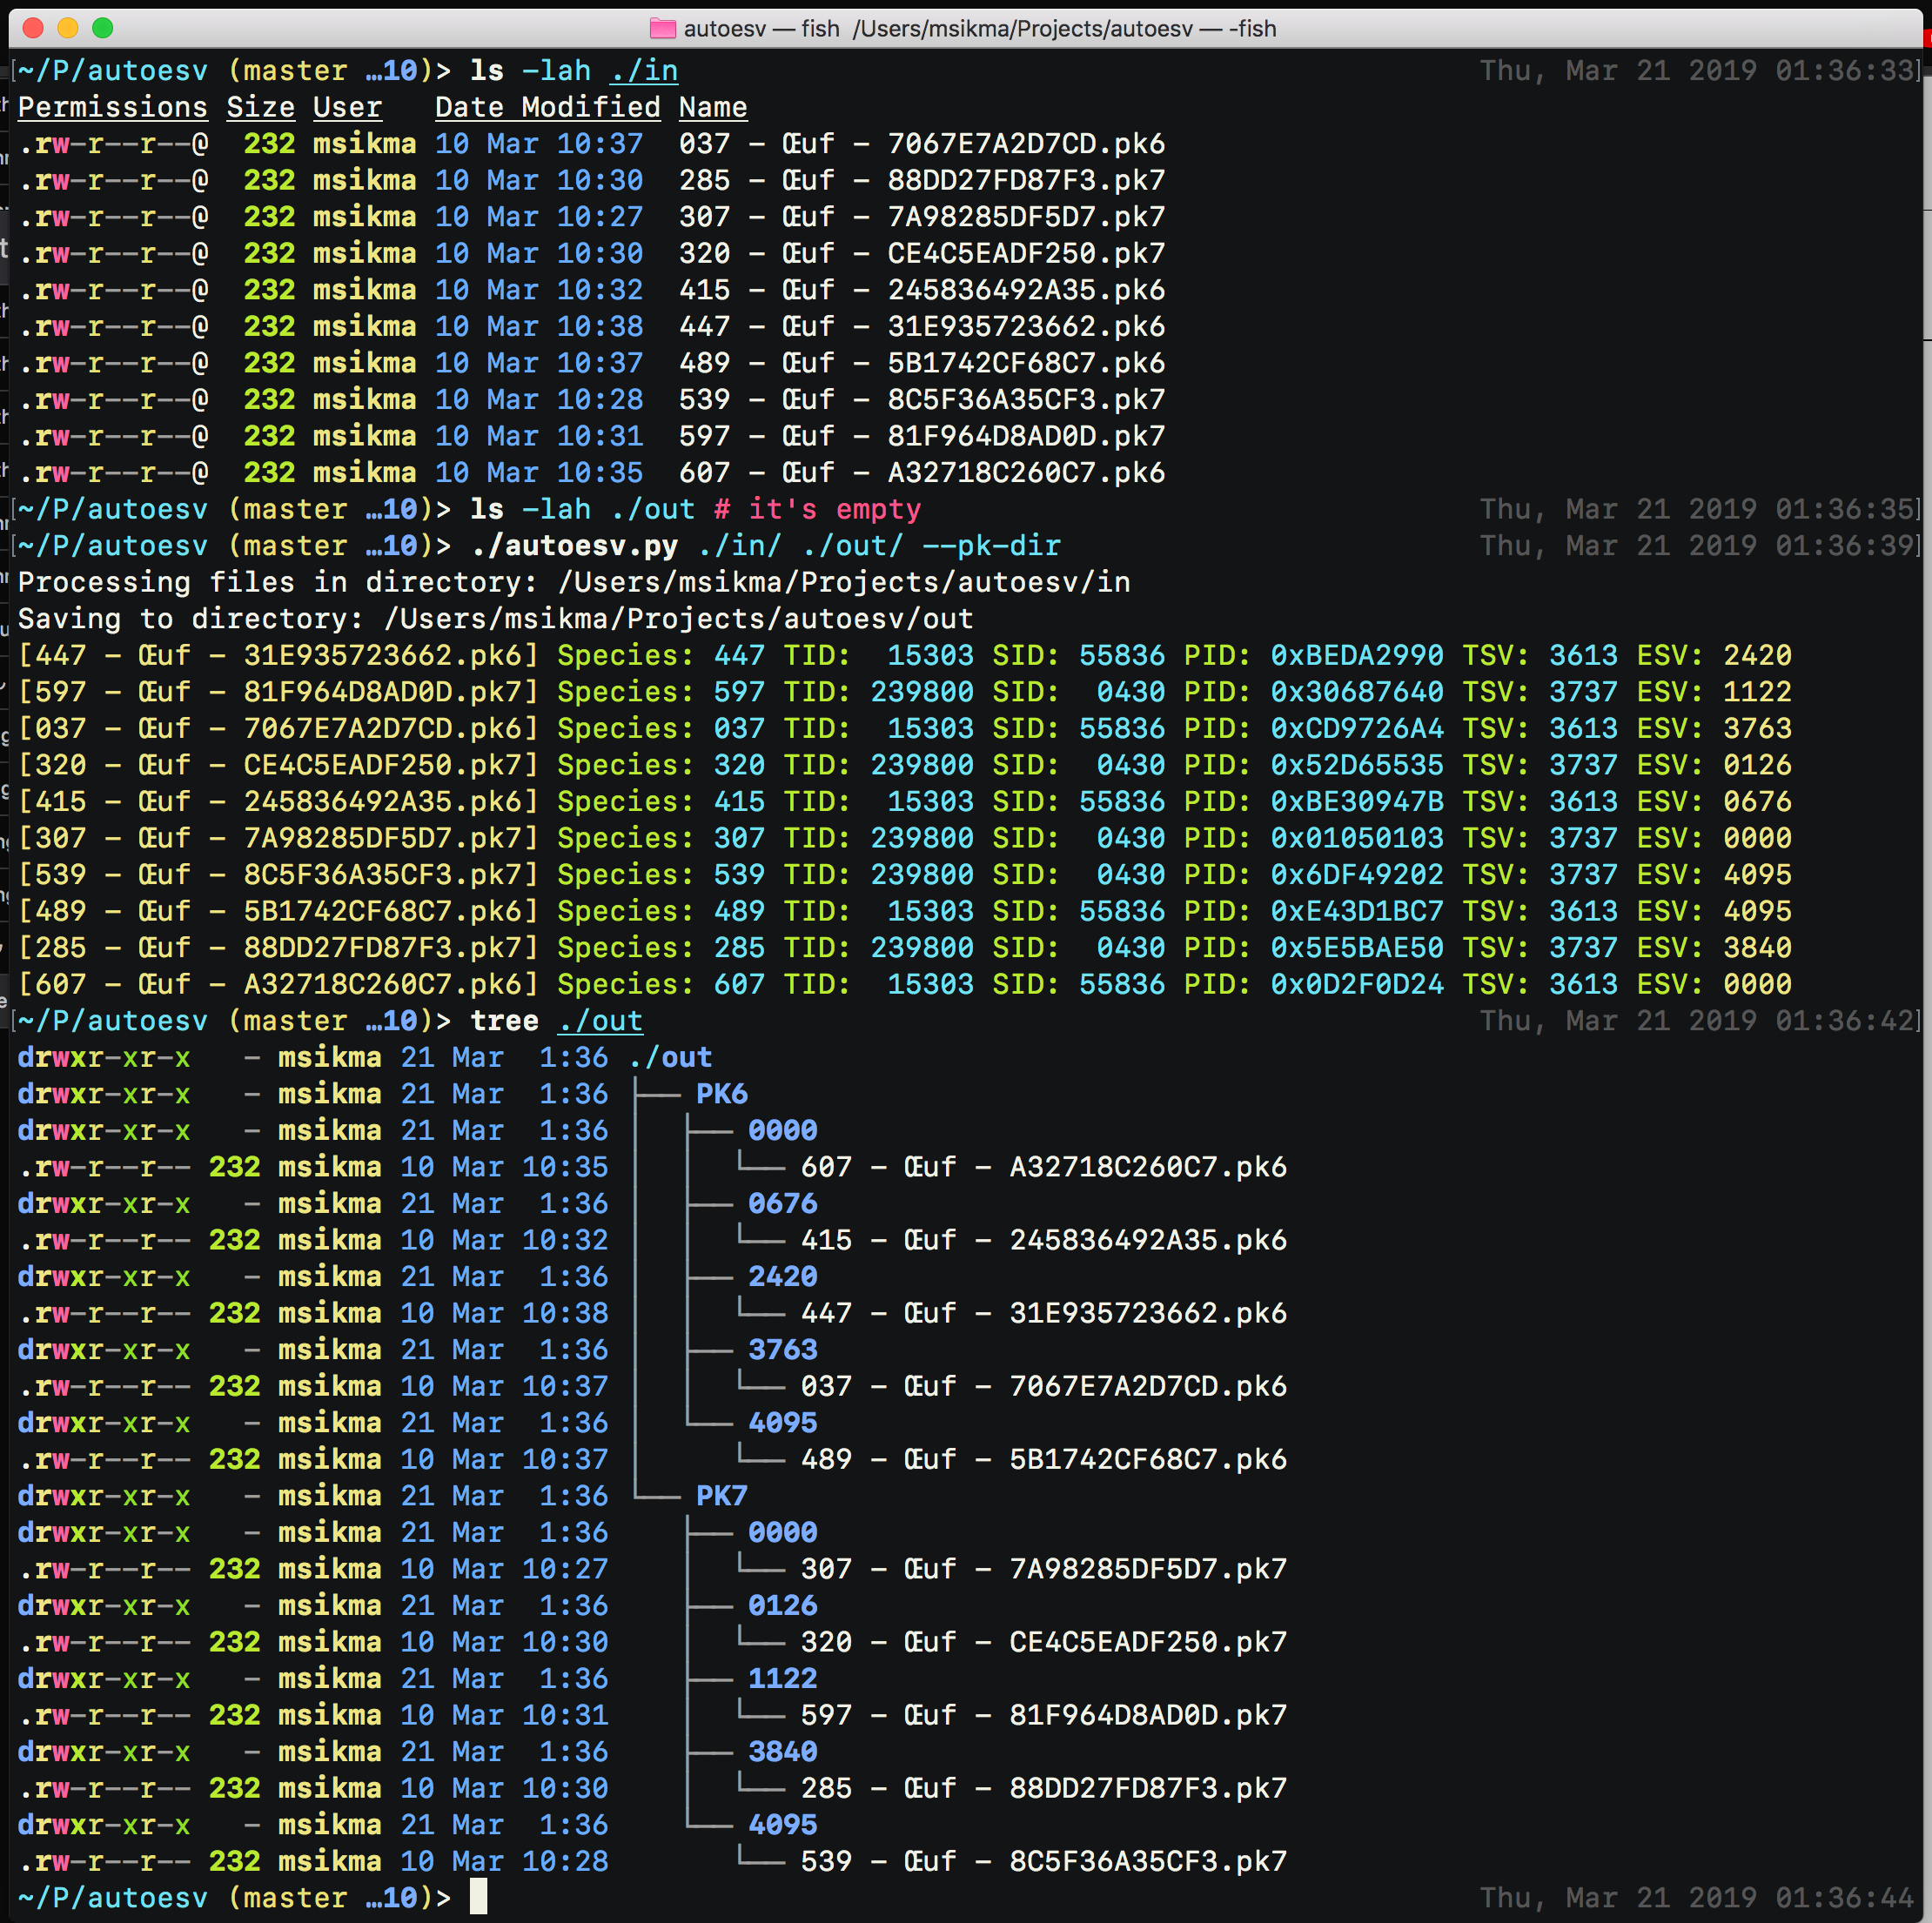 autoesv — fish /Users/msikma/Projects/autoesv — -fish
[~/P/autoesv (master …10)> ls -lah ./in Thu, Mar 21 2019 01:36:33]
Permissions Size User Date Modified Name
.rw-r--r--@ 232 msikma 10 Mar 10:37 037 - Œuf - 7067E7A2D7CD.pk6
.rw-r--r--@ 232 msikma 10 Mar 10:30 285 - Œuf - 88DD27FD87F3.pk7
.rw-r--r--@ 232 msikma 10 Mar 10:27 307 - Œuf - 7A98285DF5D7.pk7
.rw-r--r--@ 232 msikma 10 Mar 10:30 320 - Œuf - CE4C5EADF250.pk7
.rw-r--r--@ 232 msikma 10 Mar 10:32 415 - Œuf - 245836492A35.pk6
.rw-r--r--@ 232 msikma 10 Mar 10:38 447 - Œuf - 31E935723662.pk6
.rw-r--r--@ 232 msikma 10 Mar 10:37 489 - Œuf - 5B1742CF68C7.pk6
.rw-r--r--@ 232 msikma 10 Mar 10:28 539 - Œuf - 8C5F36A35CF3.pk7
.rw-r--r--@ 232 msikma 10 Mar 10:31 597 - Œuf - 81F964D8AD0D.pk7
.rw-r--r--@ 232 msikma 10 Mar 10:35 607 - Œuf - A32718C260C7.pk6
[~/P/autoesv (master …10)> ls -lah ./out # it's empty Thu, Mar 21 2019 01:36:35]
[~/P/autoesv (master …10)> ./autoesv.py ./in/ ./out/ --pk-dir Thu, Mar 21 2019 01:36:39]
Processing files in directory: /Users/msikma/Projects/autoesv/in
Saving to directory: /Users/msikma/Projects/autoesv/out
[447 - Œuf - 31E935723662.pk6] Species: 447 TID: 15303 SID: 55836 PID: 0xBEDA2990 TSV: 3613 ESV: 2420
[597 - Œuf - 81F964D8AD0D.pk7] Species: 597 TID: 239800 SID: 0430 PID: 0x30687640 TSV: 3737 ESV: 1122
[037 - Œuf - 7067E7A2D7CD.pk6] Species: 037 TID: 15303 SID: 55836 PID: 0xCD9726A4 TSV: 3613 ESV: 3763
[320 - Œuf - CE4C5EADF250.pk7] Species: 320 TID: 239800 SID: 0430 PID: 0x52D65535 TSV: 3737 ESV: 0126
[415 - Œuf - 245836492A35.pk6] Species: 415 TID: 15303 SID: 55836 PID: 0xBE30947B TSV: 3613 ESV: 0676
[307 - Œuf - 7A98285DF5D7.pk7] Species: 307 TID: 239800 SID: 0430 PID: 0x01050103 TSV: 3737 ESV: 0000
[539 - Œuf - 8C5F36A35CF3.pk7] Species: 539 TID: 239800 SID: 0430 PID: 0x6DF49202 TSV: 3737 ESV: 4095
[489 - Œuf - 5B1742CF68C7.pk6] Species: 489 TID: 15303 SID: 55836 PID: 0xE43D1BC7 TSV: 3613 ESV: 4095
[285 - Œuf - 88DD27FD87F3.pk7] Species: 285 TID: 239800 SID: 0430 PID: 0x5E5BAE50 TSV: 3737 ESV: 3840
[607 - Œuf - A32718C260C7.pk6] Species: 607 TID: 15303 SID: 55836 PID: 0x0D2F0D24 TSV: 3613 ESV: 0000
[~/P/autoesv (master …10)> tree ./out Thu, Mar 21 2019 01:36:42]
drwxr-xr-x - msikma 21 Mar 1:36 ./out
drwxr-xr-x - msikma 21 Mar 1:36 ├── PK6
drwxr-xr-x - msikma 21 Mar 1:36 │ ├── 0000
.rw-r--r-- 232 msikma 10 Mar 10:35 │ │ └── 607 - Œuf - A32718C260C7.pk6
drwxr-xr-x - msikma 21 Mar 1:36 │ ├── 0676
.rw-r--r-- 232 msikma 10 Mar 10:32 │ │ └── 415 - Œuf - 245836492A35.pk6
drwxr-xr-x - msikma 21 Mar 1:36 │ ├── 2420
.rw-r--r-- 232 msikma 10 Mar 10:38 │ │ └── 447 - Œuf - 31E935723662.pk6
drwxr-xr-x - msikma 21 Mar 1:36 │ ├── 3763
.rw-r--r-- 232 msikma 10 Mar 10:37 │ │ └── 037 - Œuf - 7067E7A2D7CD.pk6
drwxr-xr-x - msikma 21 Mar 1:36 │ └── 4095
.rw-r--r-- 232 msikma 10 Mar 10:37 │ └── 489 - Œuf - 5B1742CF68C7.pk6
drwxr-xr-x - msikma 21 Mar 1:36 └── PK7
drwxr-xr-x - msikma 21 Mar 1:36 ├── 0000
.rw-r--r-- 232 msikma 10 Mar 10:27 │ └── 307 - Œuf - 7A98285DF5D7.pk7
drwxr-xr-x - msikma 21 Mar 1:36 ├── 0126
.rw-r--r-- 232 msikma 10 Mar 10:30 │ └── 320 - Œuf - CE4C5EADF250.pk7
drwxr-xr-x - msikma 21 Mar 1:36 ├── 1122
.rw-r--r-- 232 msikma 10 Mar 10:31 │ └── 597 - Œuf - 81F964D8AD0D.pk7
drwxr-xr-x - msikma 21 Mar 1:36 ├── 3840
.rw-r--r-- 232 msikma 10 Mar 10:30 │ └── 285 - Œuf - 88DD27FD87F3.pk7
drwxr-xr-x - msikma 21 Mar 1:36 └── 4095
.rw-r--r-- 232 msikma 10 Mar 10:28 └── 539 - Œuf - 8C5F36A35CF3.pk7
~/P/autoesv (master …10)> Thu, Mar 21 2019 01:36:44